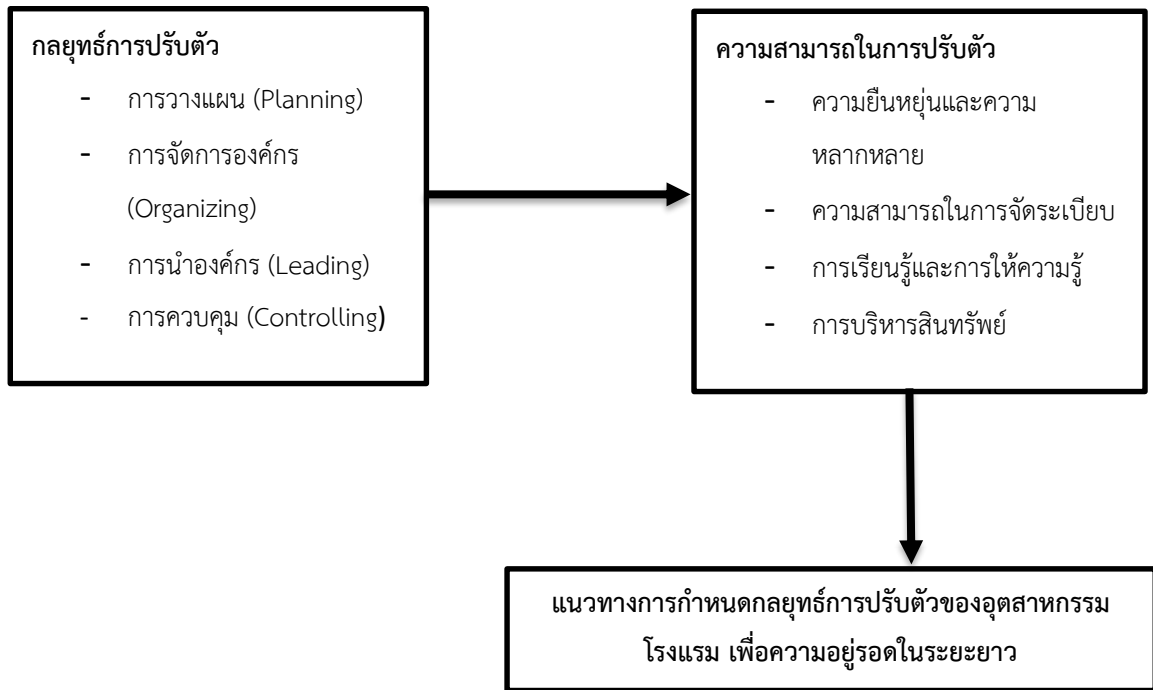 กลยุทธ์การปรับตัว
- การวางแผน (Planning)
- การจัดการองค์กร
(Organizing)
- การนำองค์กร (Leading)
- การควบคุม (Controlling)
ความสามารถในการปรับตัว
- ความยืนหยุ่นและความ
หลากหลาย
- ความสามารถในการจัดระเบียบ
- การเรียนรู้และการให้ความรู้
- การบริหารสินทรัพย์
แนวทางการกำหนดกลยุทธ์การปรับตัวของอุตสาหกรรม
โรงแรม เพื่อความอยู่รอดในระยะยาว